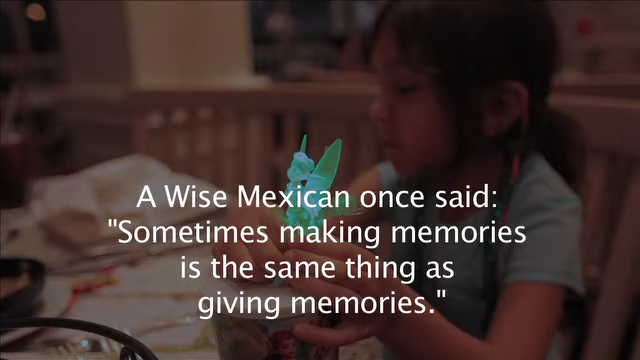 A Wise Mexican once said:
"Sometimes making memories
is the same thing as
giving memories."